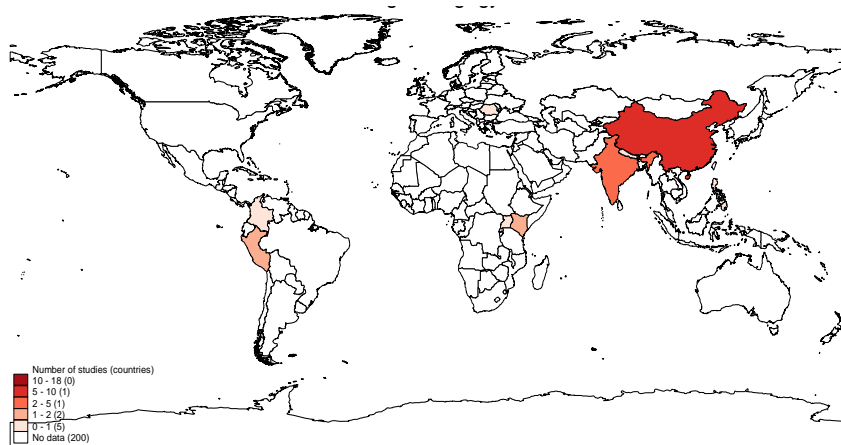 Number of studies (countries)
10 - 18 (0)
5 - 10 (1)
2 - 5 (1)
1 - 2 (2)
0 - 1 (5)
No data (200)